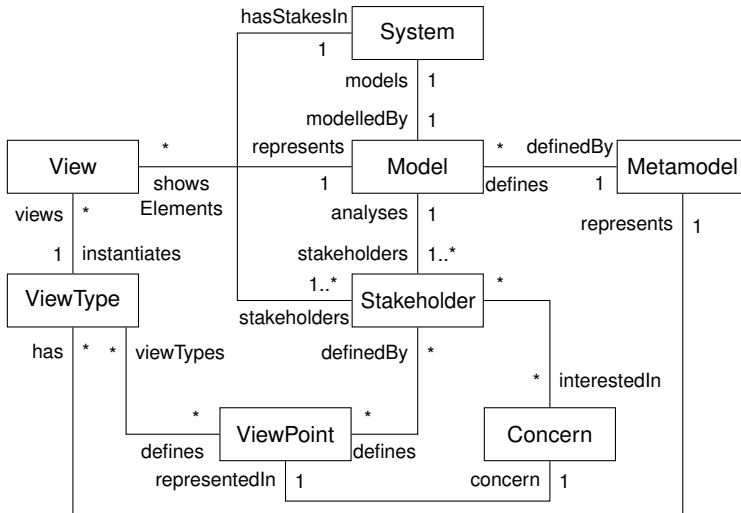 hasStakesIn
System
1
models 1
modelledBy 1
* represents * definedBy
View Model Metamodel
shows 1 defines 1
Elements
views * analyses 1 represents 1
1 instantiates stakeholders 1..*
ViewType 1..* Stakeholder *
stakeholders
has * * viewTypes definedBy *
* interestedIn
* *
ViewPoint Concern
defines defines
representedIn 1 concern 1